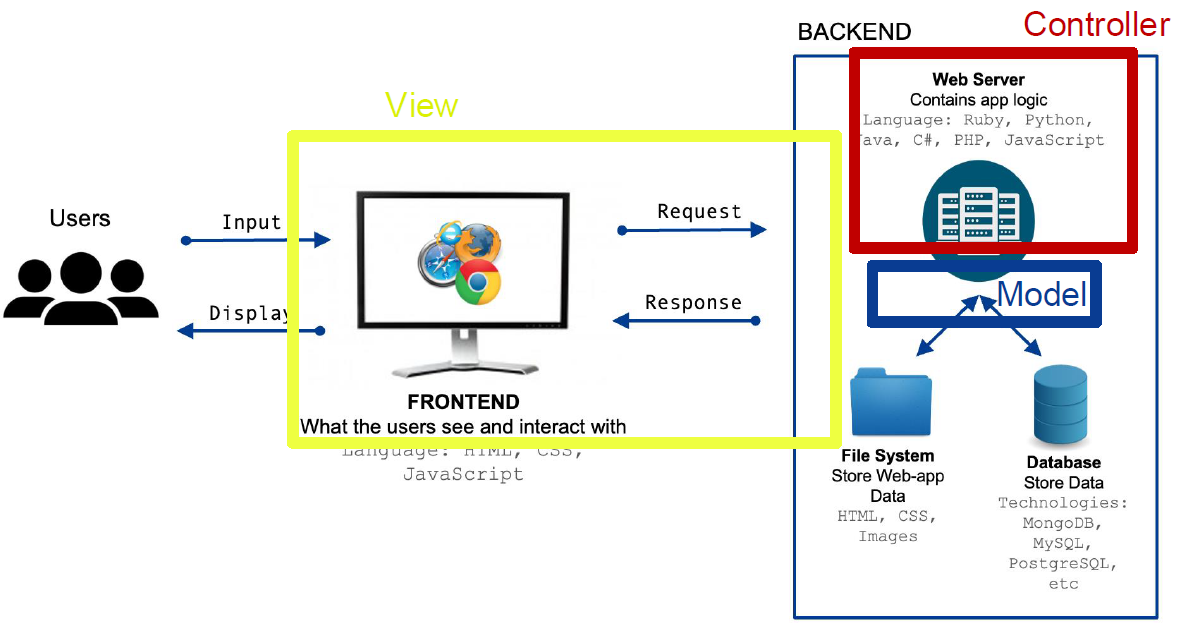 Controller
BACKEND
Web Server
Contains app logic
Language: Ruby, Python,
Java, C#, PHP, JavaScript
View
Users
Input
Display
Request
Response
Model
FRONTEND
What the users see and interact with
Language: HTML, CSS,
JavaScript
File System
Store Web-app
Data
HTML, CSS,
Images
Database
Store Data
Technologies:
MongoDB,
MySQL,
PostgreSQL,
etc